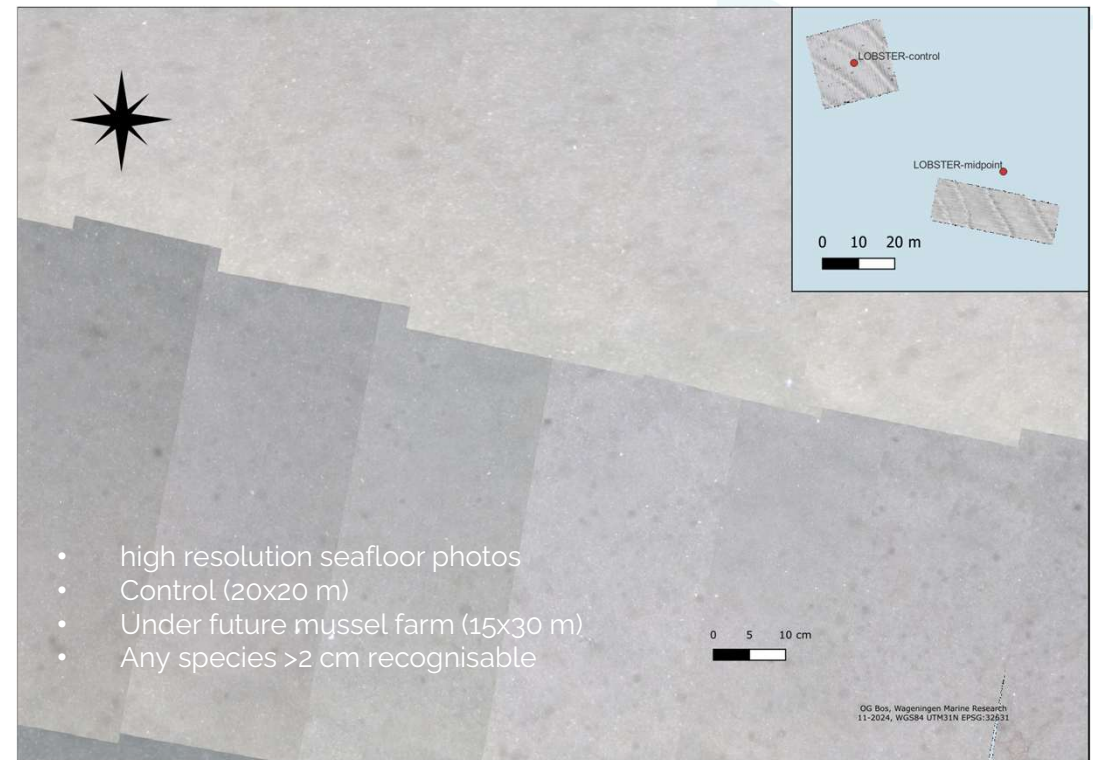 LOBSTER-control
LOBSTER-midpoint
0 10 20 m
• high resolution seafloor photos
• Control (20x20 m)
• Under future mussel farm (15x30 m)
• Any species >2 cm recognisable
0 5 10 cm
OG Bos, Wageningen Marine Research
11-2024, WGS84 UTM31N EPSG:32631